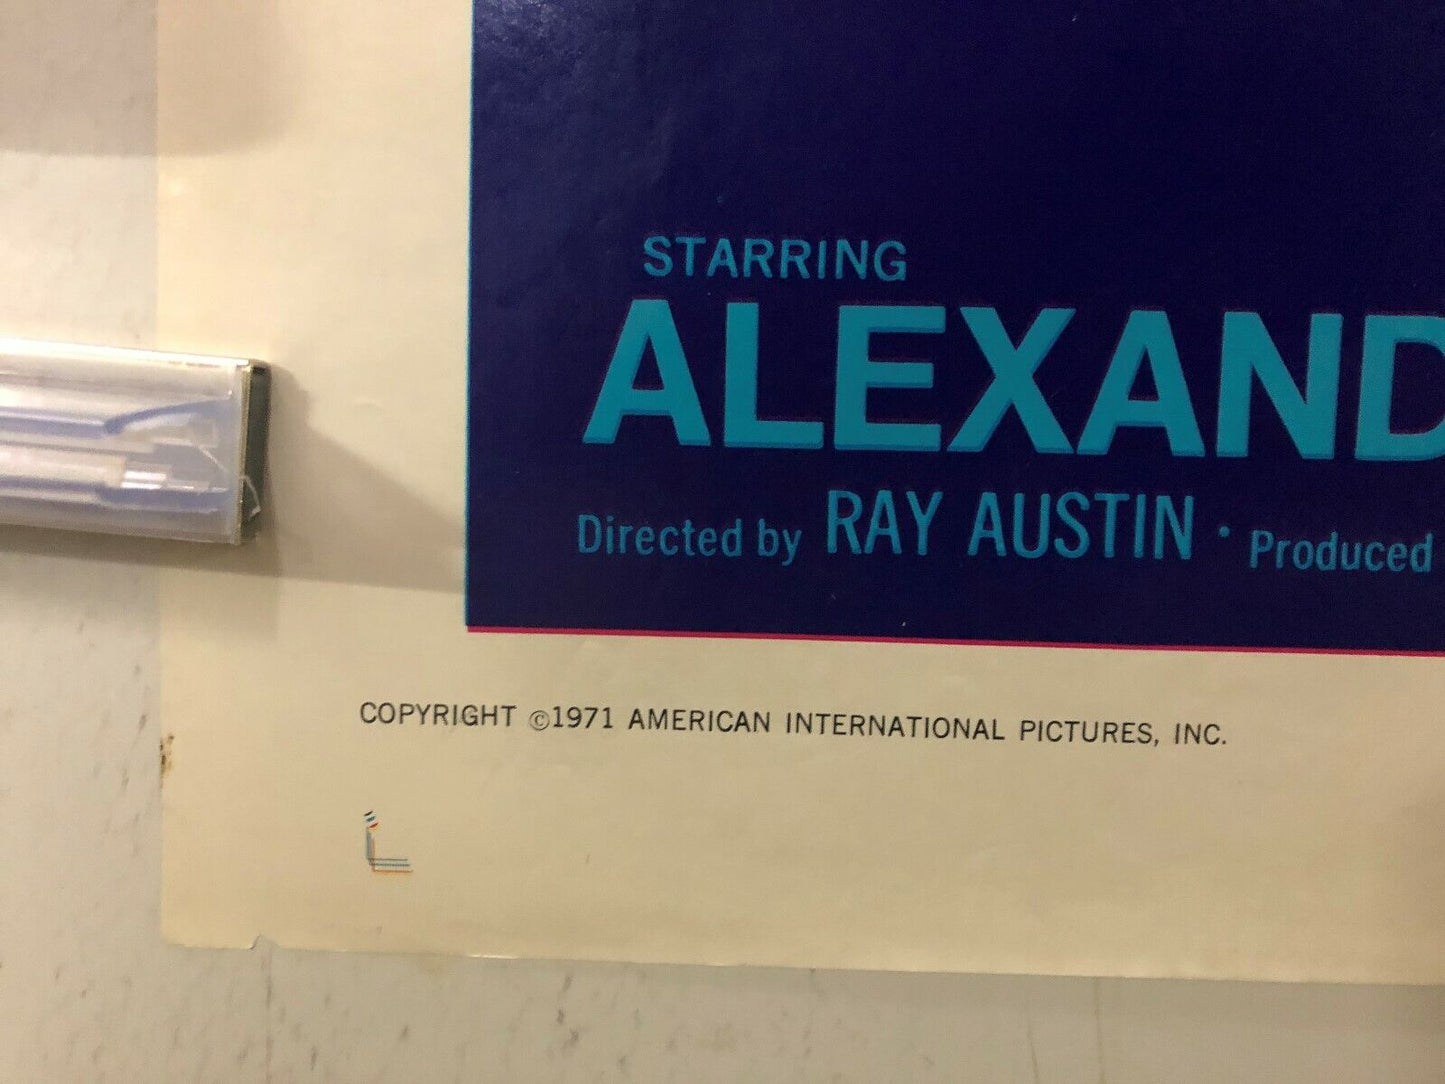 STARRING
ALEXAND
Directed by RAY AUSTIN · Produced
COPYRIGHT ©1971 AMERICAN INTERNATIONAL PICTURES, INC.